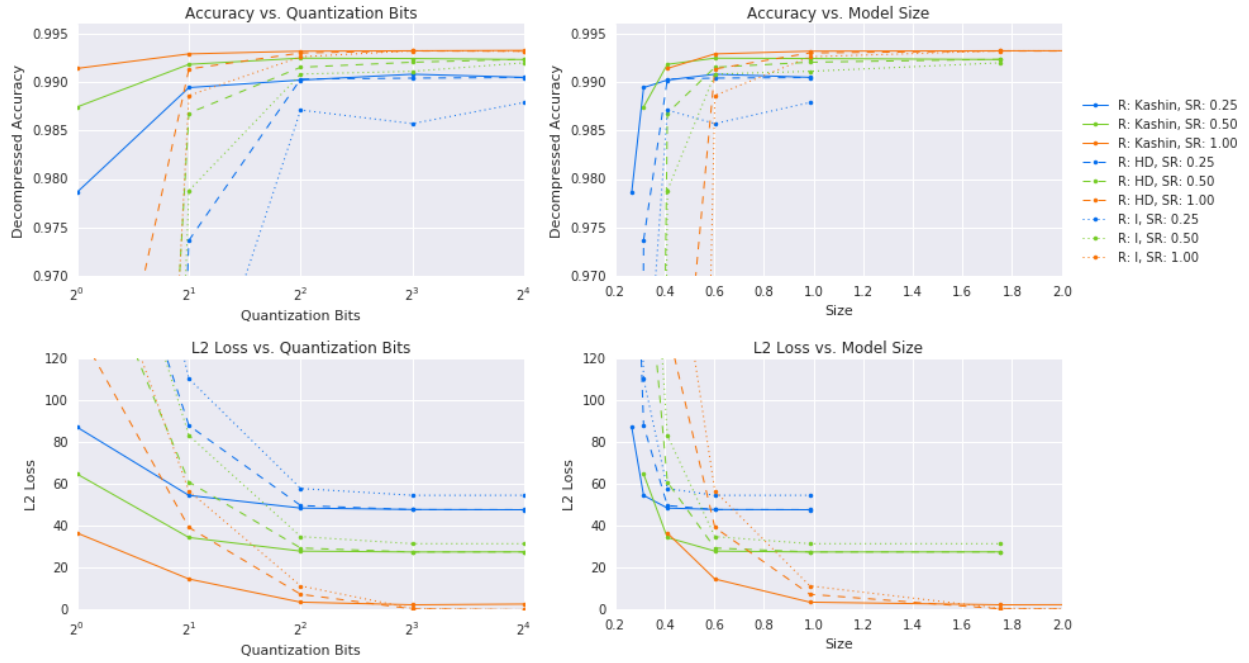 Accuracy vs. Quantization Bits
Decompressed Accuracy
0.995
0.990
0.985
0.980
0.975
0.970
2^0
2^1
2^2
2^3
2^4
Quantization Bits
Accuracy vs. Model Size
Decompressed Accuracy
0.995
0.990
0.985
0.980
0.975
0.970
0.2 0.4 0.6 0.8 1.0 1.2 1.4 1.6 1.8 2.0
Size
R: Kashin, SR: 0.25
R: Kashin, SR: 0.50
R: Kashin, SR: 1.00
R: HD, SR: 0.25
R: HD, SR: 0.50
R: HD, SR: 1.00
R: I, SR: 0.25
R: I, SR: 0.50
R: I, SR: 1.00
L2 Loss vs. Quantization Bits
L2 Loss
120
100
80
60
40
20
0
2^0
2^1
2^2
2^3
2^4
Quantization Bits
L2 Loss vs. Model Size
L2 Loss
120
100
80
60
40
20
0
0.2 0.4 0.6 0.8 1.0 1.2 1.4 1.6 1.8 2.0
Size